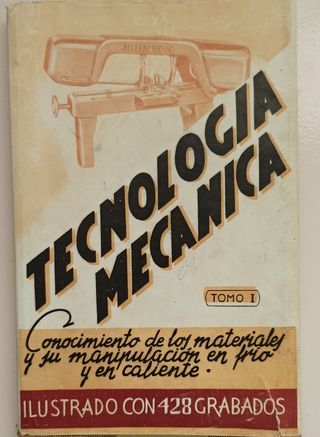 JOHNSON
TECNOLOGIA
MECANICA
TOMO I
Conocimiento de los materiales
y su manipulación en frio
y en caliente.
ILUSTRADO CON 428 GRABADOS